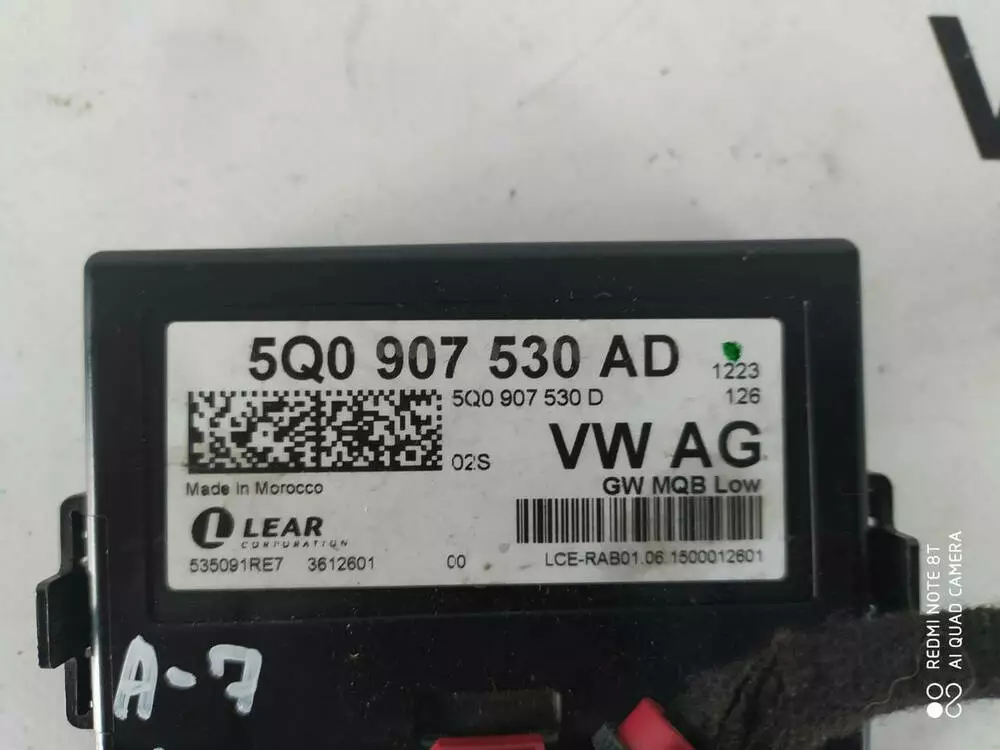 5Q0 907 530 AD
1223
5Q0 907 530 D
126
VW AG
02S
GW MQB Low
Made in Morocco
LEAR
CORPORATION
535091RE7 3612601 00
LCE-RAB01.06.1500012601
A-7
REDMI NOTE 8T
AI QUAD CAMERA